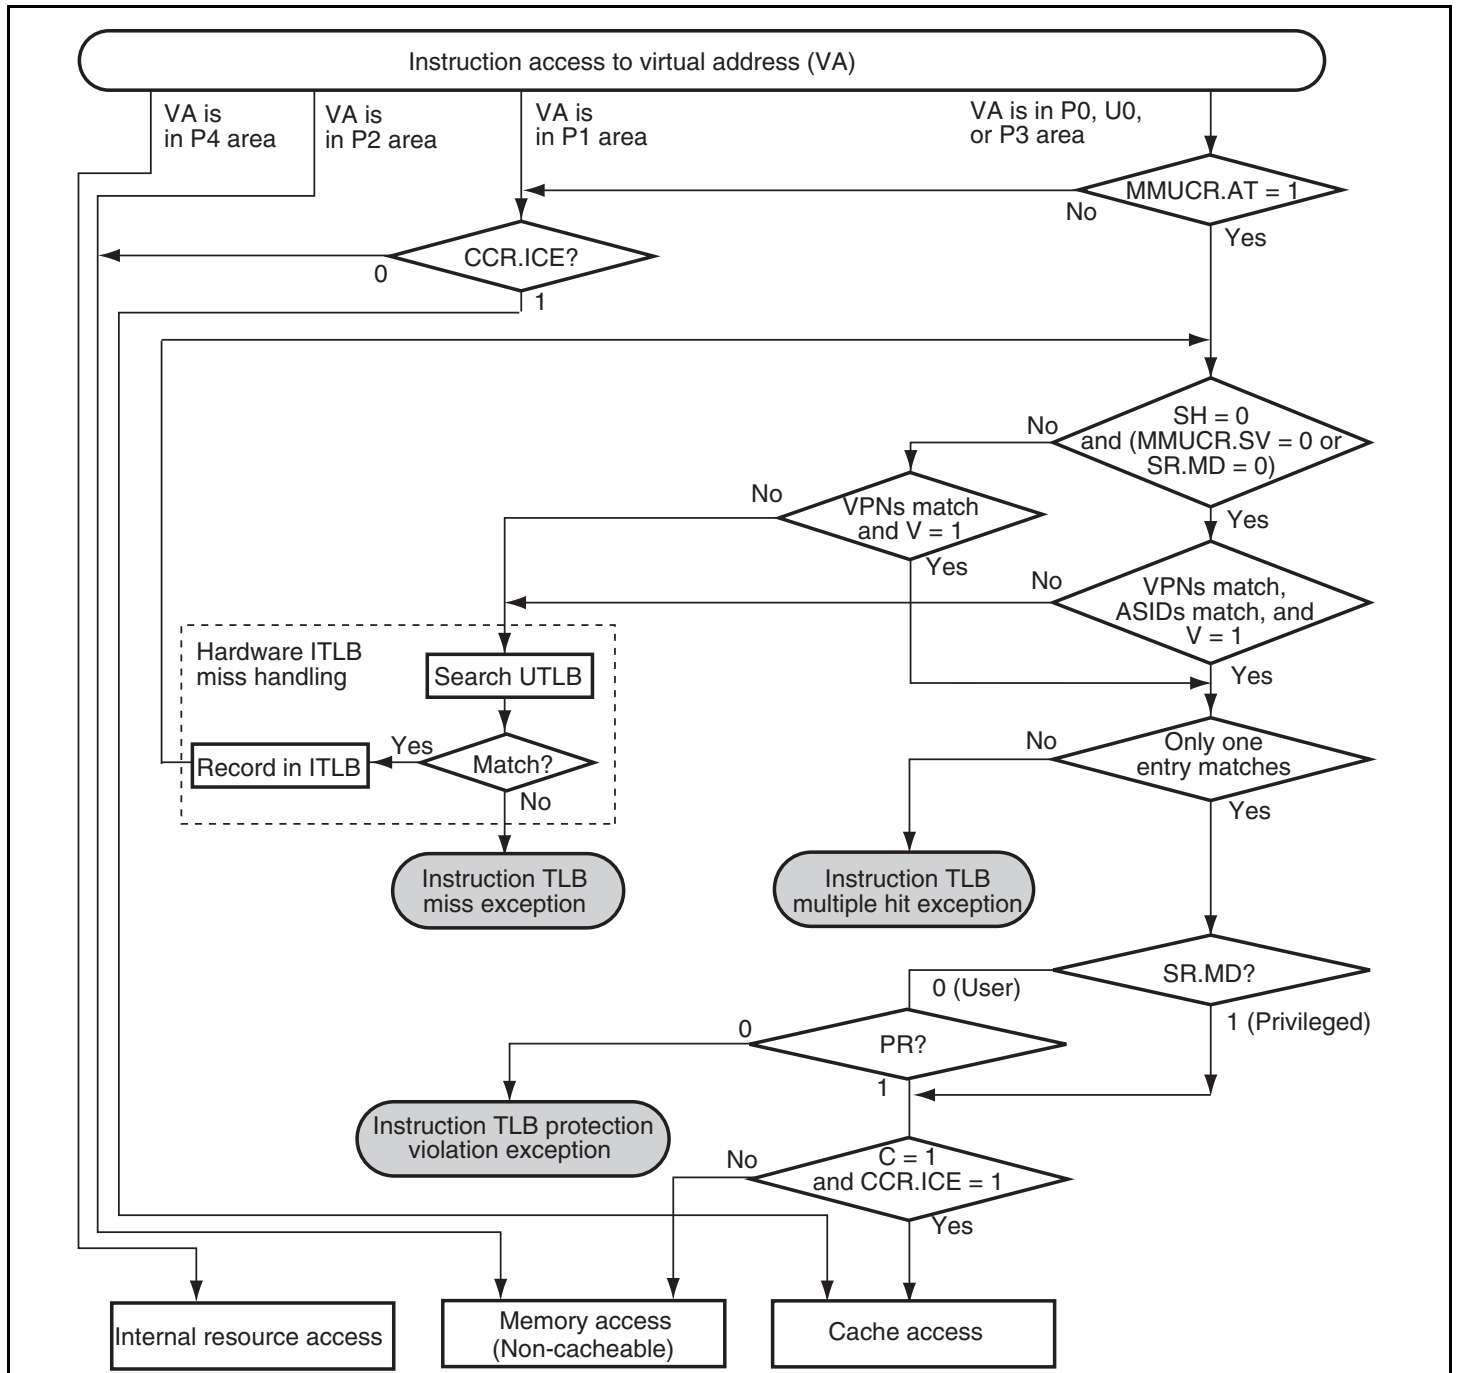 Instruction access to virtual address (VA)
VA is
in P4 area
VA is
in P2 area
VA is
in P1 area
VA is in P0, U0,
or P3 area
MMUCR.AT = 1
No
Yes
CCR.ICE?
0
1
SH = 0
and (MMUCR.SV = 0 or
SR.MD = 0)
No
Yes
VPNs match
and V = 1
No
Yes
VPNs match,
ASIDs match, and
V = 1
No
Yes
Hardware ITLB
miss handling
Search UTLB
Match?
Yes
Record in ITLB
No
Only one
entry matches
No
Yes
Instruction TLB
miss exception
Instruction TLB
multiple hit exception
SR.MD?
0 (User)
1 (Privileged)
PR?
0
1
Instruction TLB protection
violation exception
C = 1
and CCR.ICE = 1
No
Yes
Internal resource access
Memory access
(Non-cacheable)
Cache access